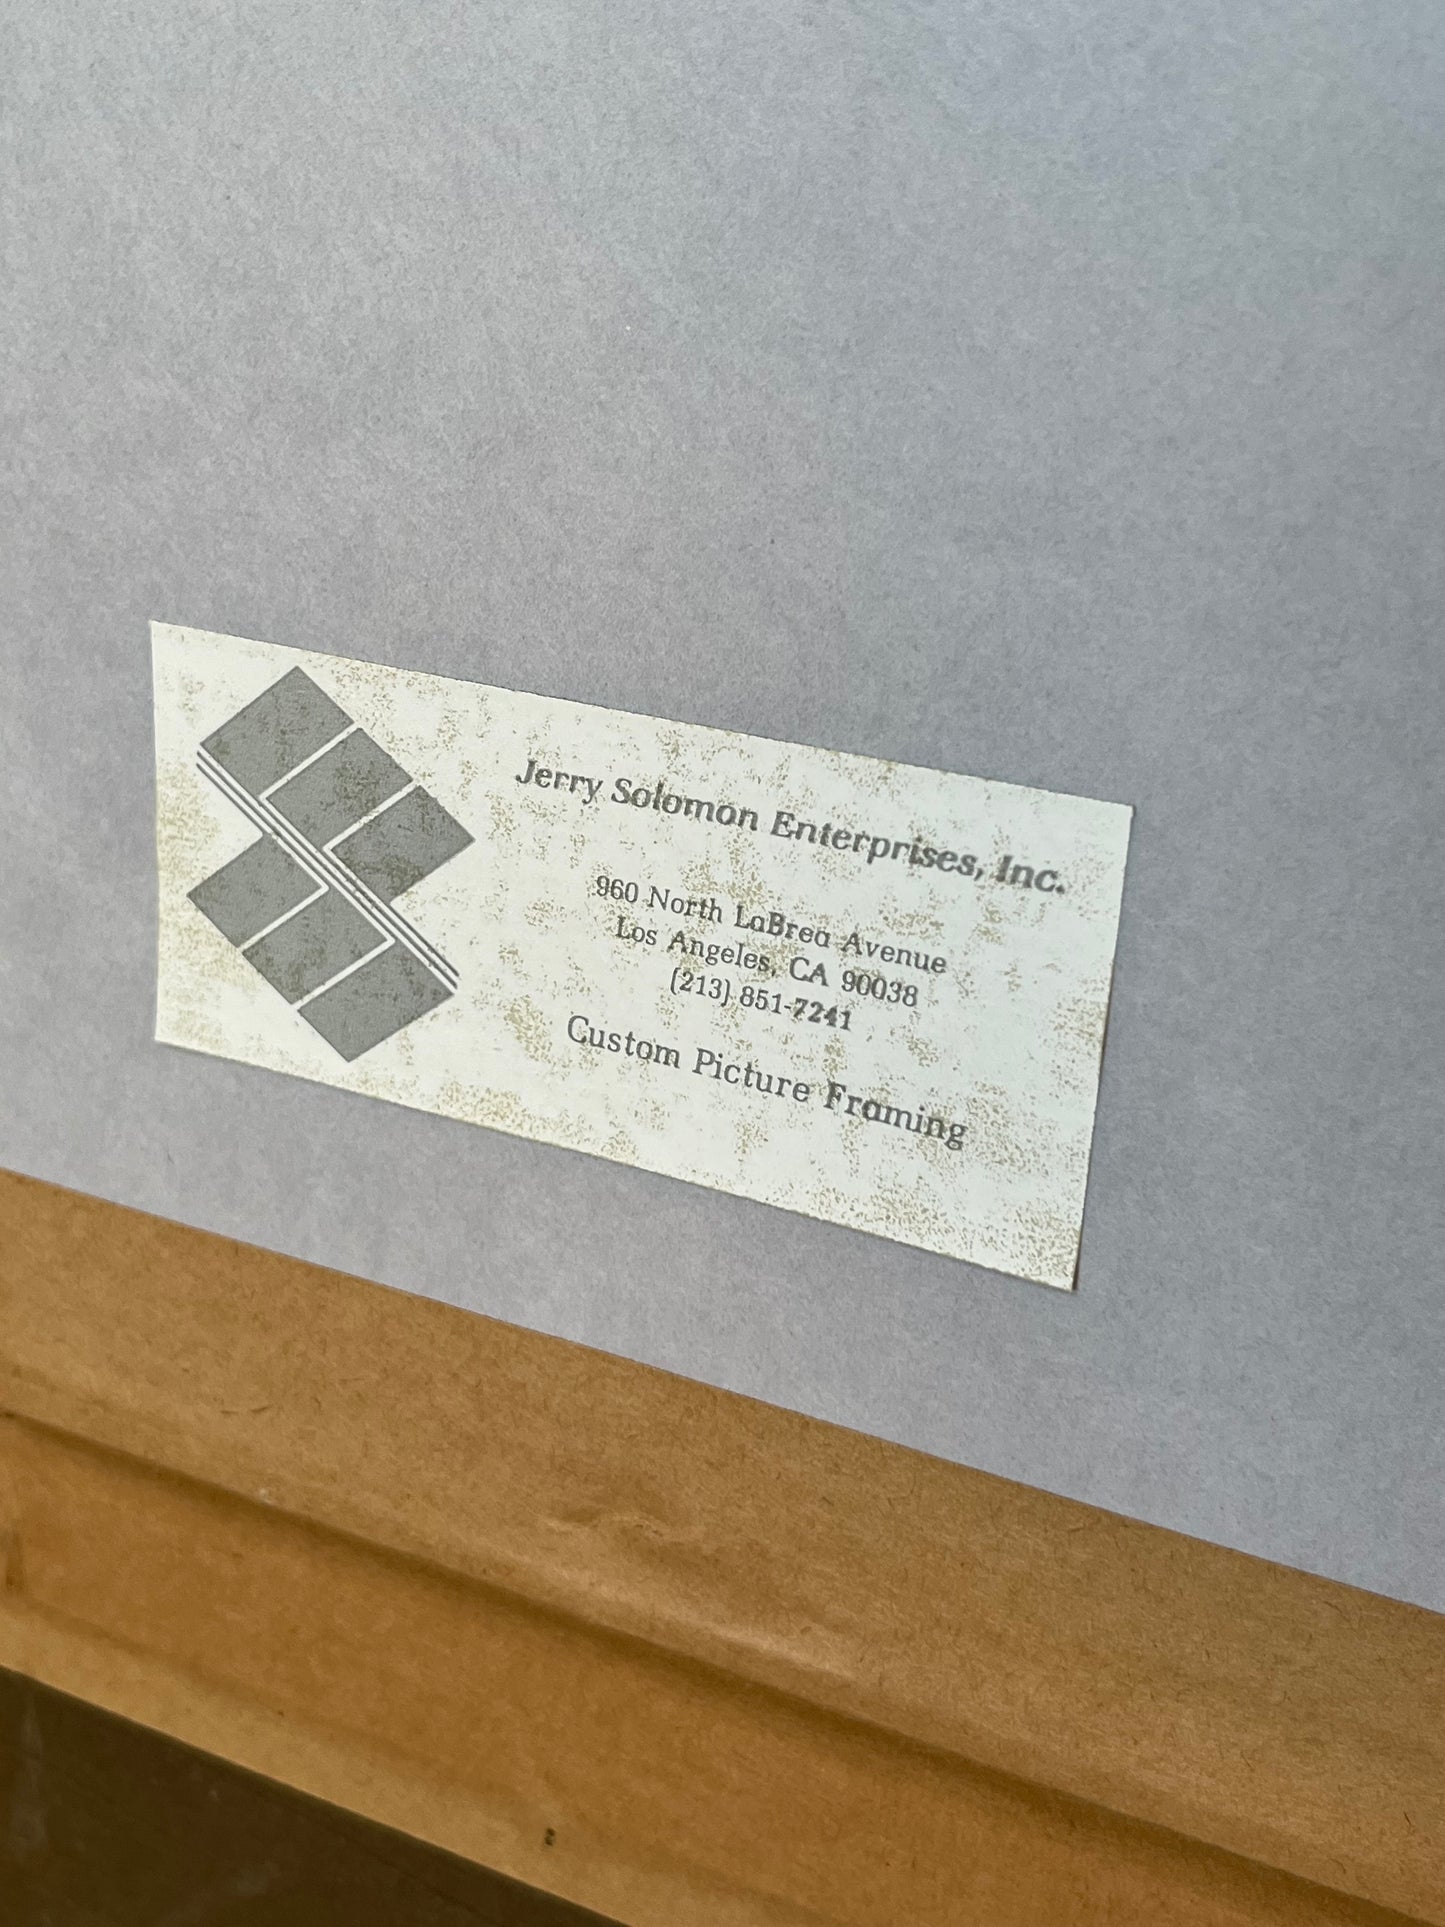 Jerry Solomon Enterprises, Inc.
960 North LaBrea Avenue
Los Angeles, CA 90038
(213) 851-7241
Custom Picture Framing